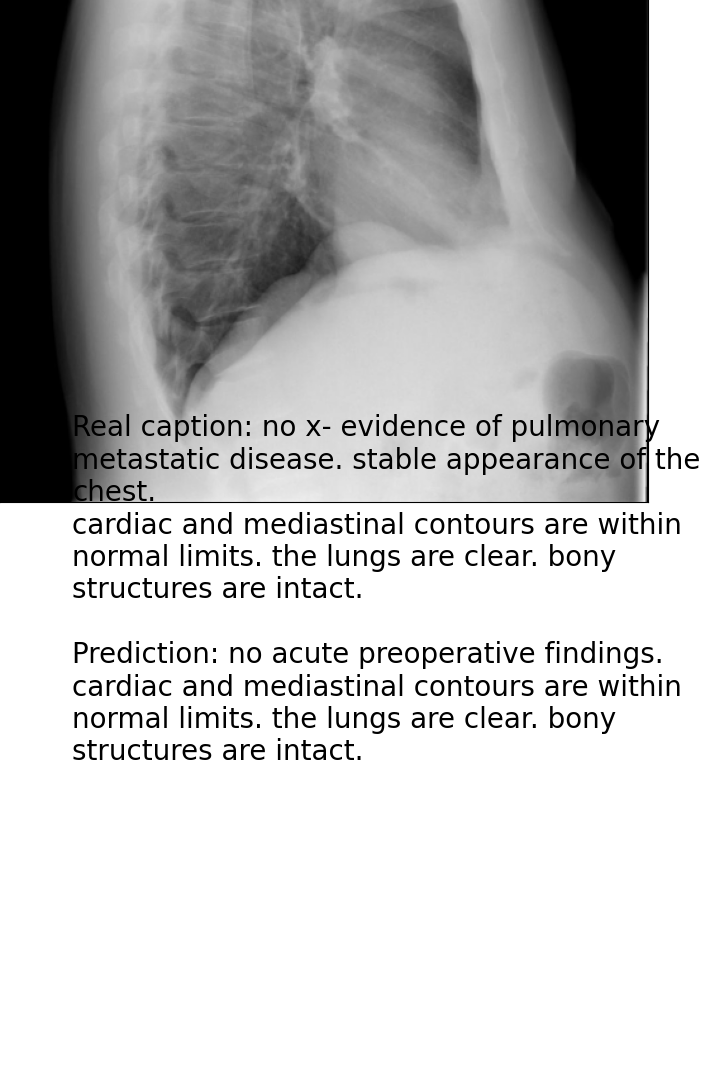 Real caption: no x- evidence of pulmonary
metastatic disease. stable appearance of the
chest.
cardiac and mediastinal contours are within
normal limits. the lungs are clear. bony
structures are intact.
Prediction: no acute preoperative findings.
cardiac and mediastinal contours are within
normal limits. the lungs are clear. bony
structures are intact.